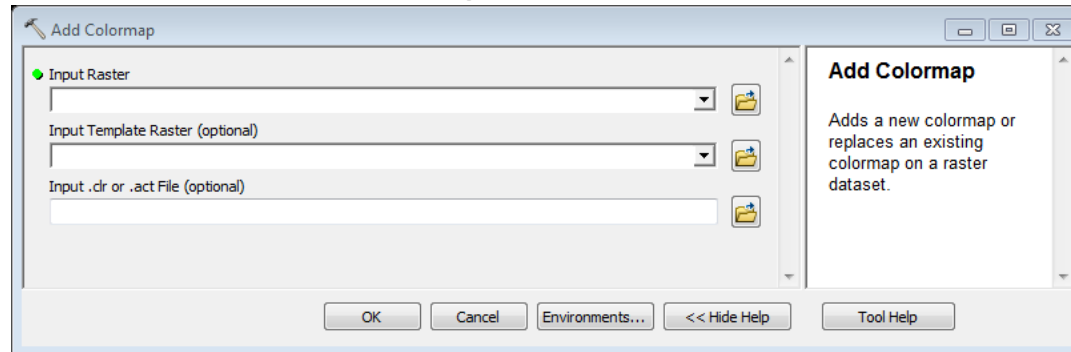 Add Colormap
Input Raster
Input Template Raster (optional)
Input .clr or .act File (optional)
Add Colormap
Adds a new colormap or
replaces an existing
colormap on a raster
dataset.
OK
Cancel
Environments...
<< Hide Help
Tool Help